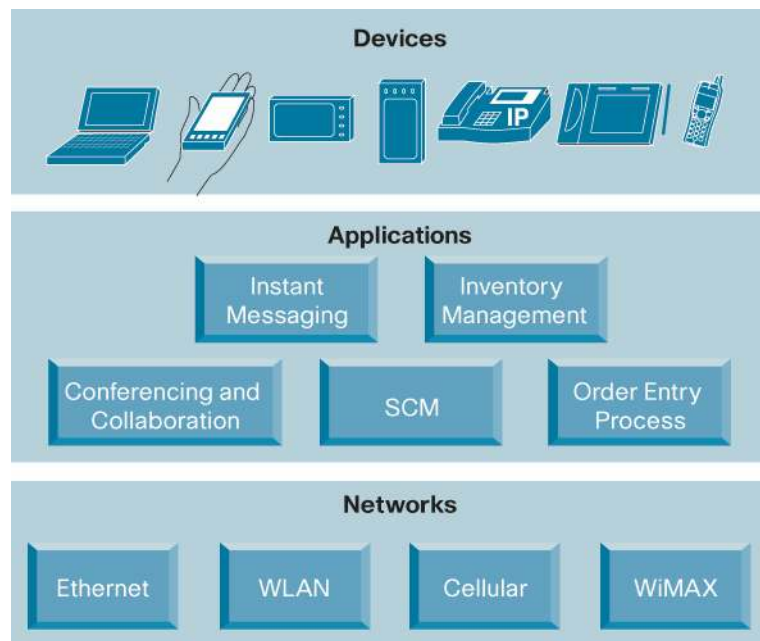 Devices
IP
Applications
Instant
Messaging
Inventory
Management
Conferencing and
Collaboration
SCM
Order Entry
Process
Networks
Ethernet
WLAN
Cellular
WiMAX